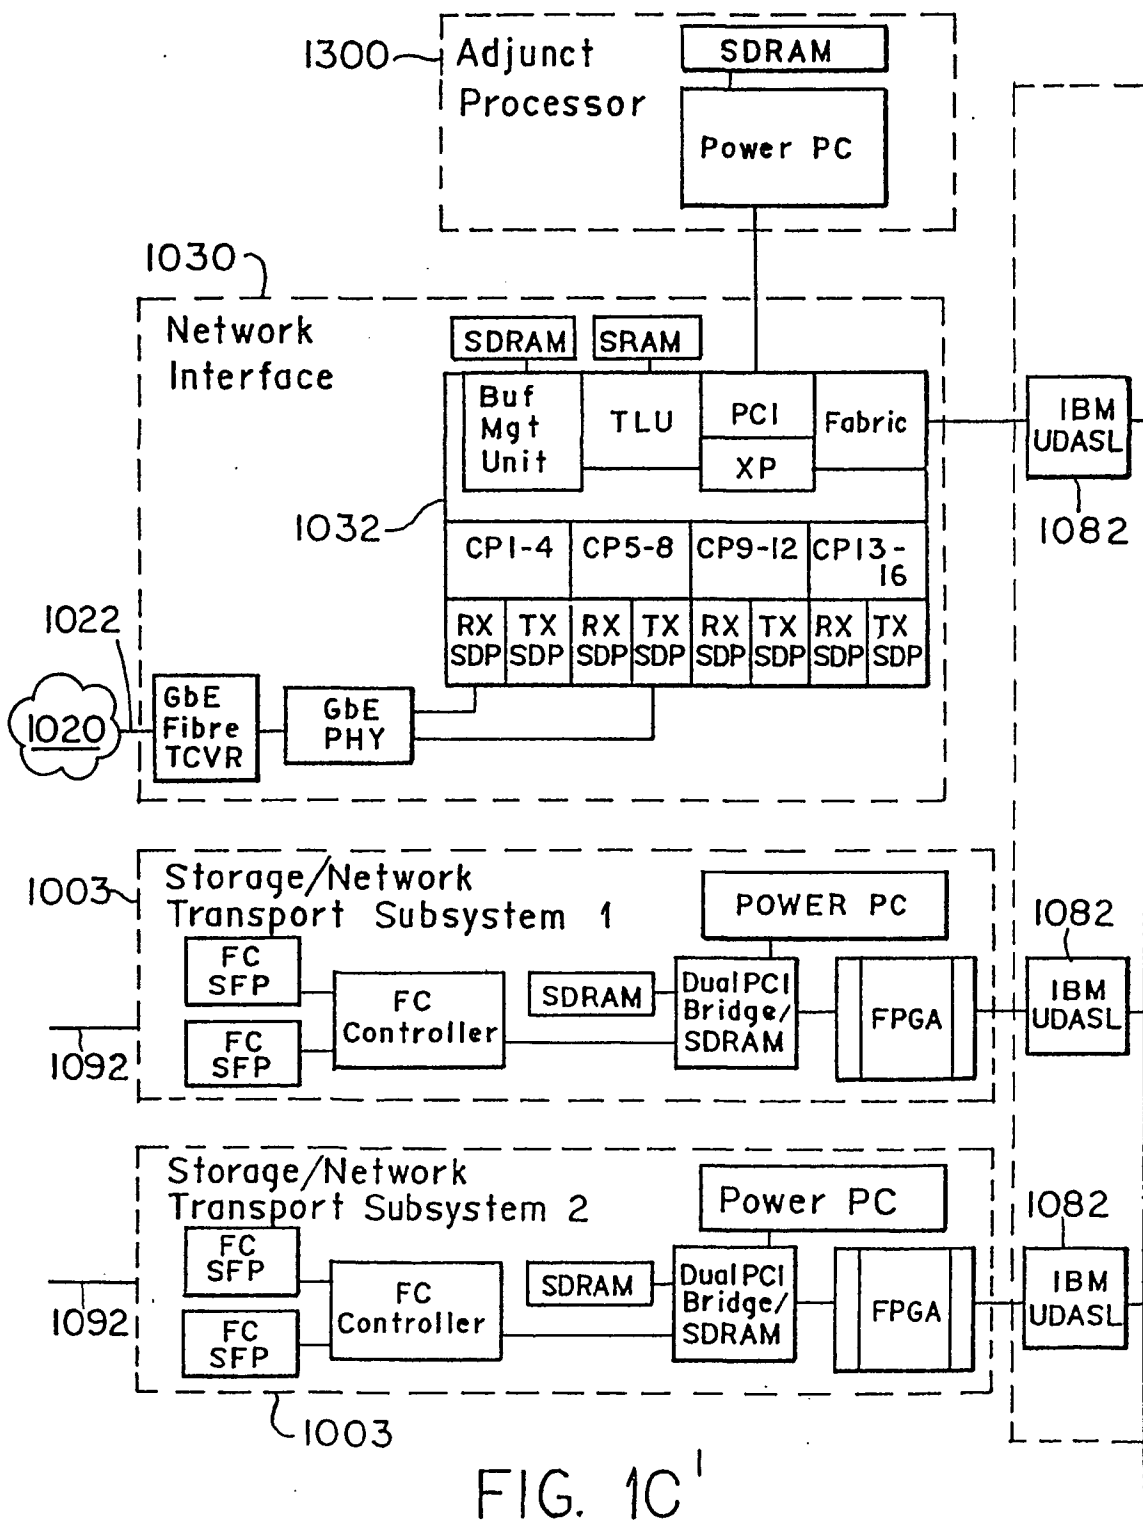 1300
Adjunct
Processor
SDRAM
Power PC
1030
Network
Interface
SDRAM
SRAM
Buf
Mgt
Unit
TLU
PCI
XP
Fabric
IBM
UDASL
1082
1032
CP1-4
CP5-8
CP9-12
CP13-
16
RX
SDP
TX
SDP
RX
SDP
TX
SDP
RX
SDP
TX
SDP
RX
SDP
TX
SDP
1022
1020
GbE
Fibre
TCVR
GbE
PHY
1003
Storage/Network
Transport Subsystem 1
POWER PC
FC
SFP
FC
SFP
1092
FC
Controller
SDRAM
Dual PCI
Bridge/
SDRAM
FPGA
1082
IBM
UDASL
Storage/Network
Transport Subsystem 2
Power PC
FC
SFP
FC
SFP
1092
FC
Controller
SDRAM
Dual PCI
Bridge/
SDRAM
FPGA
1082
IBM
UDASL
1003
FIG. 1C'